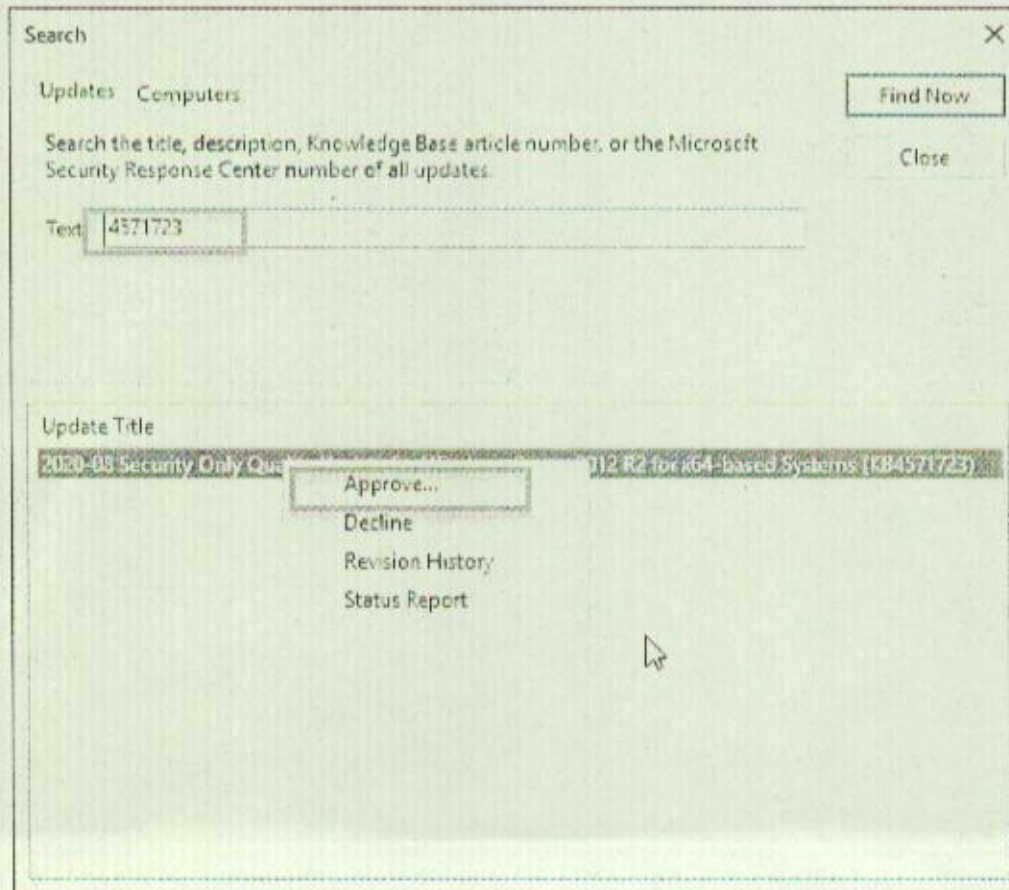 Search
Updates Computers
Find Now
Search the title, description, Knowledge Base article number, or the Microsoft
Security Response Center number of all updates.
Close
Text 4571723
Update Title
2020-08 Security Only Qua 012 R2 for x64-based Systems (KB4571723)
Approve...
Decline
Revision History
Status Report